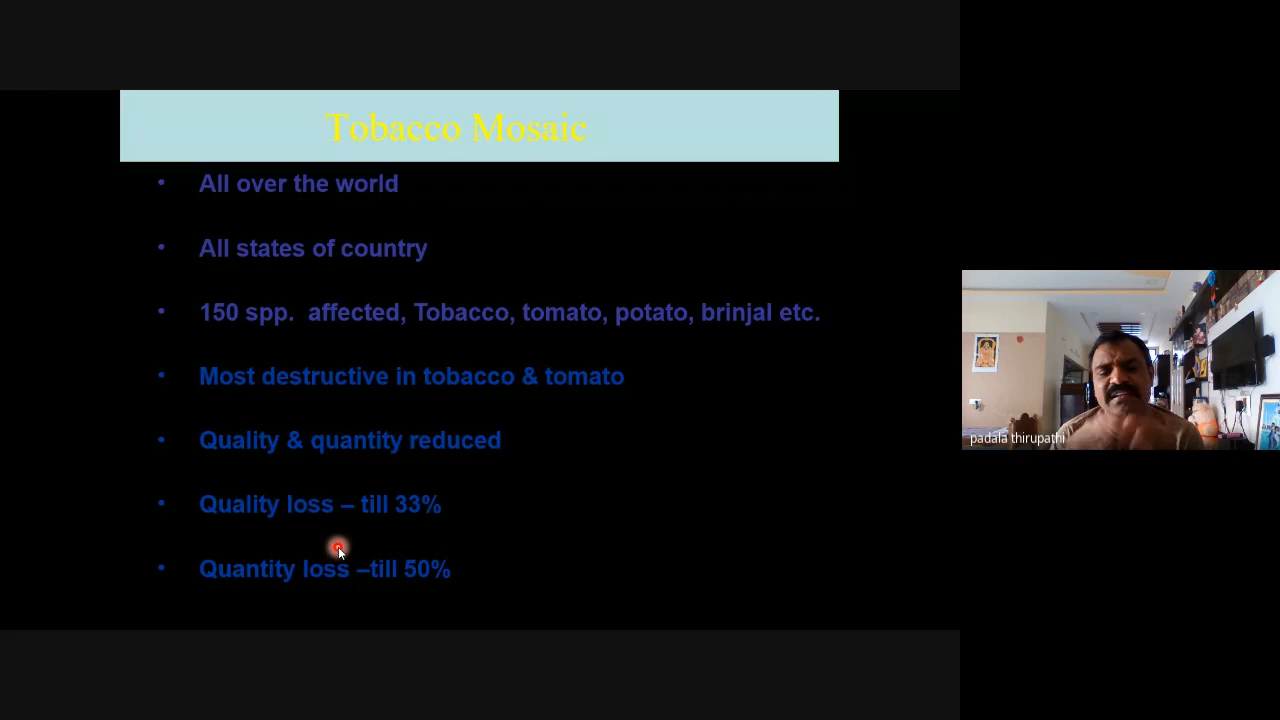 Tobacco Mosaic
• All over the world
• All states of country
• 150 spp. affected, Tobacco, tomato, potato, brinjal etc.
• Most destructive in tobacco & tomato
• Quality & quantity reduced
• Quality loss – till 33%
• Quantity loss –till 50%
padala thirupathi